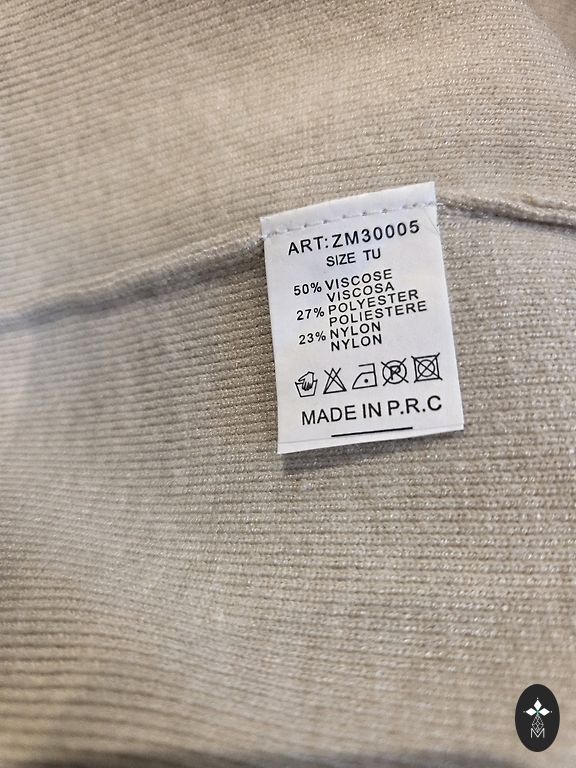 ART:ZM30005
SIZE TU
50% VISCOSE
VISCOSA
27% POLYESTER
POLIESTERE
23% NYLON
NYLON
MADE IN P.R.C
M